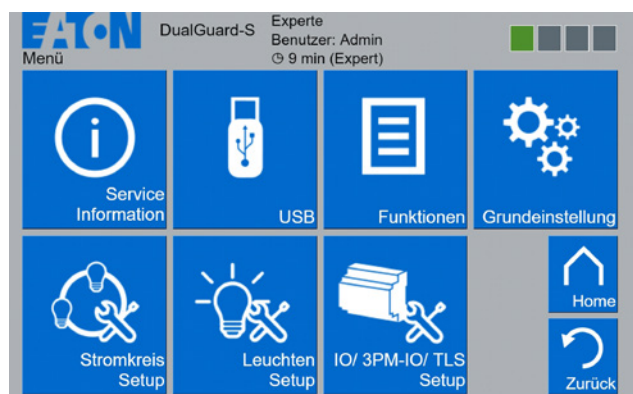 EATON
DualGuard-S
Experte
Benutzer: Admin
9 min (Expert)
Menü
Service
Information
USB
Funktionen
Grundeinstellung
Stromkreis
Setup
Leuchten
Setup
IO/ 3PM-IO/ TLS
Setup
Home
Zurück